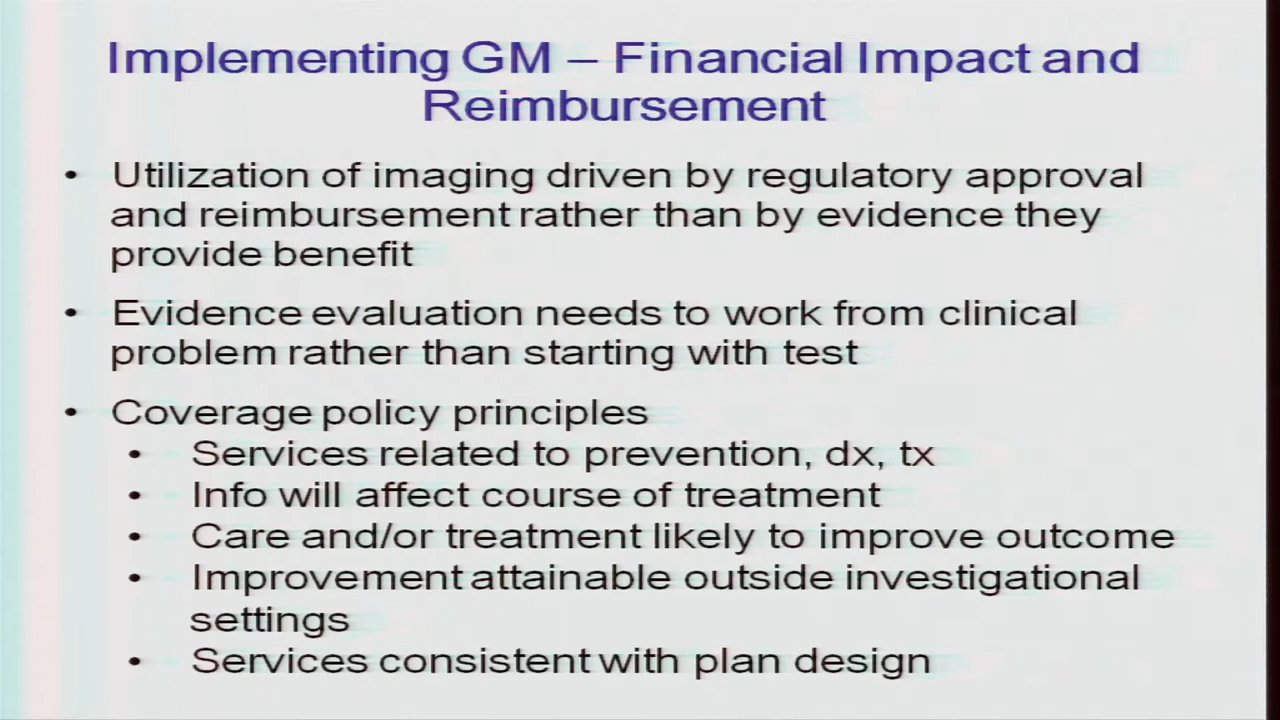 Implementing GM – Financial Impact and
Reimbursement
• Utilization of imaging driven by regulatory approval
and reimbursement rather than by evidence they
provide benefit
• Evidence evaluation needs to work from clinical
problem rather than starting with test
• Coverage policy principles
• Services related to prevention, dx, tx
• Info will affect course of treatment
• Care and/or treatment likely to improve outcome
• Improvement attainable outside investigational
settings
• Services consistent with plan design